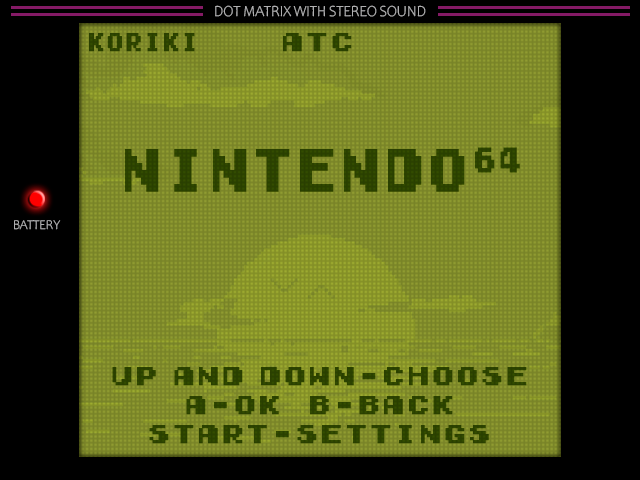 DOT MATRIX WITH STEREO SOUND
KORIKI ATC
NINTENDO64
BATTERY
UP AND DOWN-CHOOSE
A-OK B-BACK
START-SETTINGS